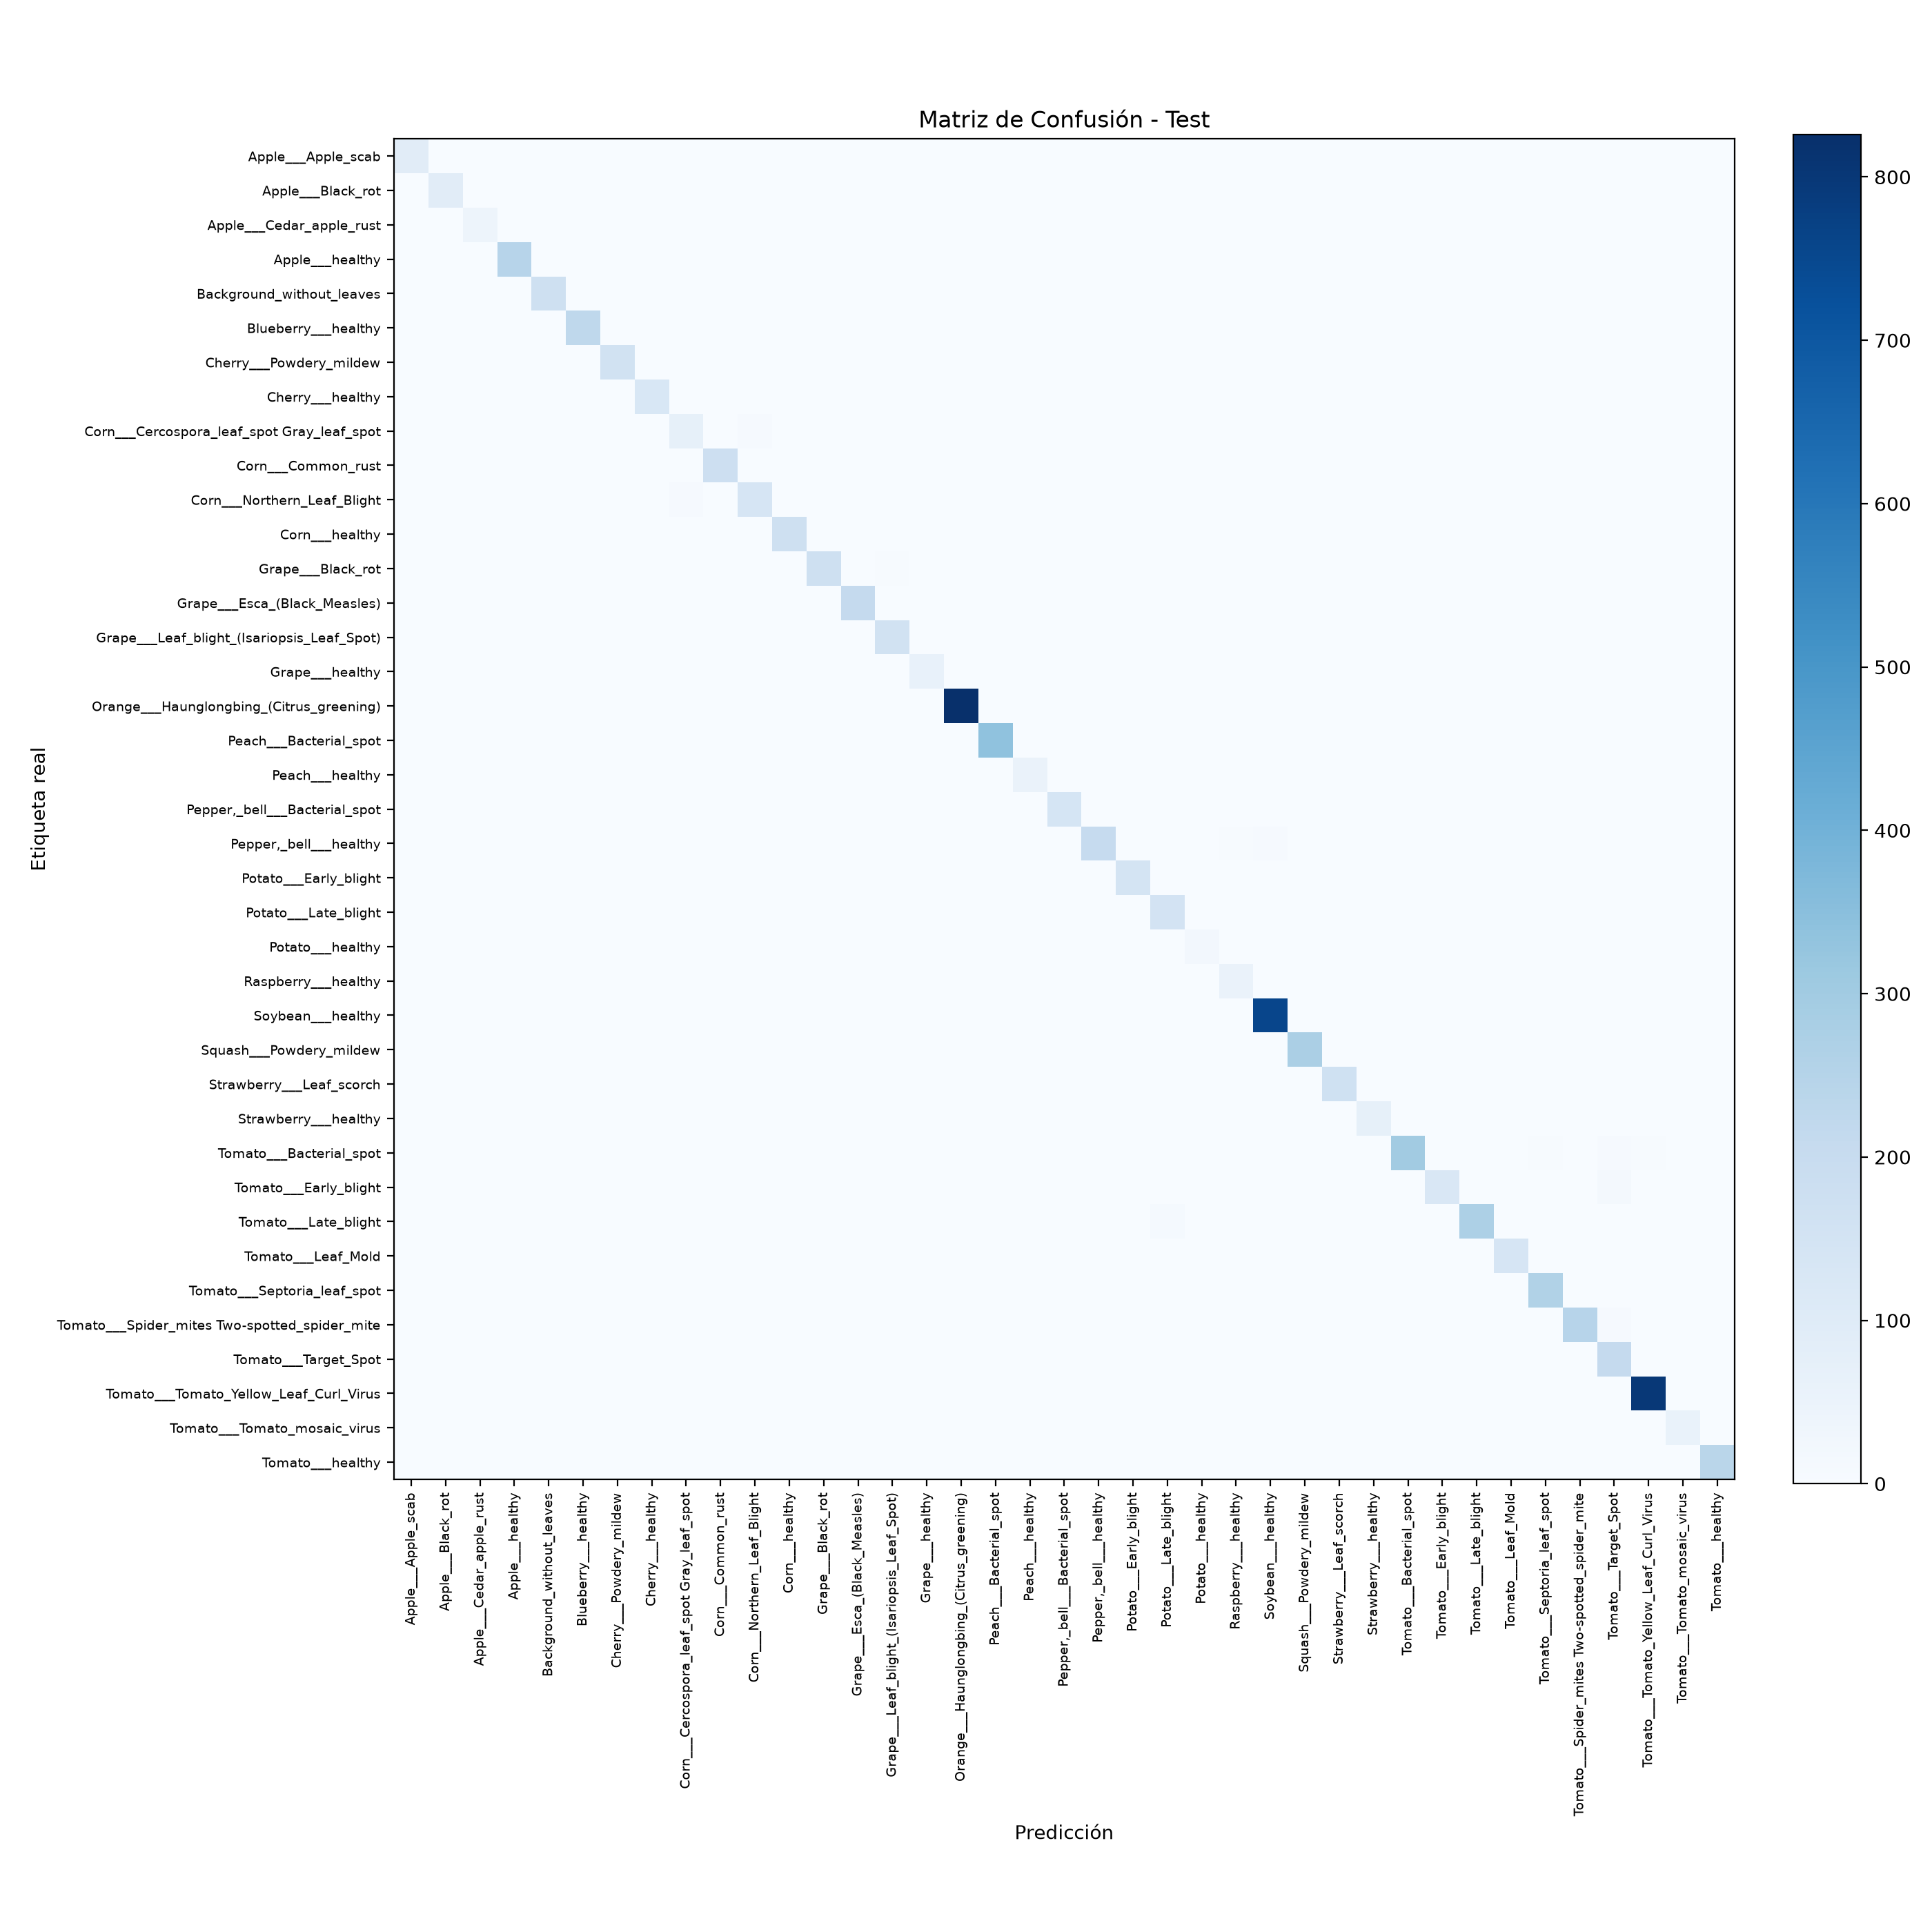 Matriz de Confusión - Test
Etiqueta real
Apple___Apple_scab
Apple___Black_rot
Apple___Cedar_apple_rust
Apple___healthy
Background_without_leaves
Blueberry___healthy
Cherry___Powdery_mildew
Cherry___healthy
Corn___Cercospora_leaf_spot Gray_leaf_spot
Corn___Common_rust
Corn___Northern_Leaf_Blight
Corn___healthy
Grape___Black_rot
Grape___Esca_(Black_Measles)
Grape___Leaf_blight_(Isariopsis_Leaf_Spot)
Grape___healthy
Orange___Haunglongbing_(Citrus_greening)
Peach___Bacterial_spot
Peach___healthy
Pepper,_bell___Bacterial_spot
Pepper,_bell___healthy
Potato___Early_blight
Potato___Late_blight
Potato___healthy
Raspberry___healthy
Soybean___healthy
Squash___Powdery_mildew
Strawberry___Leaf_scorch
Strawberry___healthy
Tomato___Bacterial_spot
Tomato___Early_blight
Tomato___Late_blight
Tomato___Leaf_Mold
Tomato___Septoria_leaf_spot
Tomato___Spider_mites Two-spotted_spider_mite
Tomato___Target_Spot
Tomato___Tomato_Yellow_Leaf_Curl_Virus
Tomato___Tomato_mosaic_virus
Tomato___healthy
Apple___Apple_scab
Apple___Black_rot
Apple___Cedar_apple_rust
Apple___healthy
Background_without_leaves
Blueberry___healthy
Cherry___Powdery_mildew
Cherry___healthy
Corn___Cercospora_leaf_spot Gray_leaf_spot
Corn___Common_rust
Corn___Northern_Leaf_Blight
Corn___healthy
Grape___Black_rot
Grape___Esca_(Black_Measles)
Grape___Leaf_blight_(Isariopsis_Leaf_Spot)
Grape___healthy
Orange___Haunglongbing_(Citrus_greening)
Peach___Bacterial_spot
Peach___healthy
Pepper,_bell___Bacterial_spot
Pepper,_bell___healthy
Potato___Early_blight
Potato___Late_blight
Potato___healthy
Raspberry___healthy
Soybean___healthy
Squash___Powdery_mildew
Strawberry___Leaf_scorch
Strawberry___healthy
Tomato___Bacterial_spot
Tomato___Early_blight
Tomato___Late_blight
Tomato___Leaf_Mold
Tomato___Septoria_leaf_spot
Tomato___Spider_mites Two-spotted_spider_mite
Tomato___Target_Spot
Tomato___Tomato_Yellow_Leaf_Curl_Virus
Tomato___Tomato_mosaic_virus
Tomato___healthy
Predicción
800
700
600
500
400
300
200
100
0